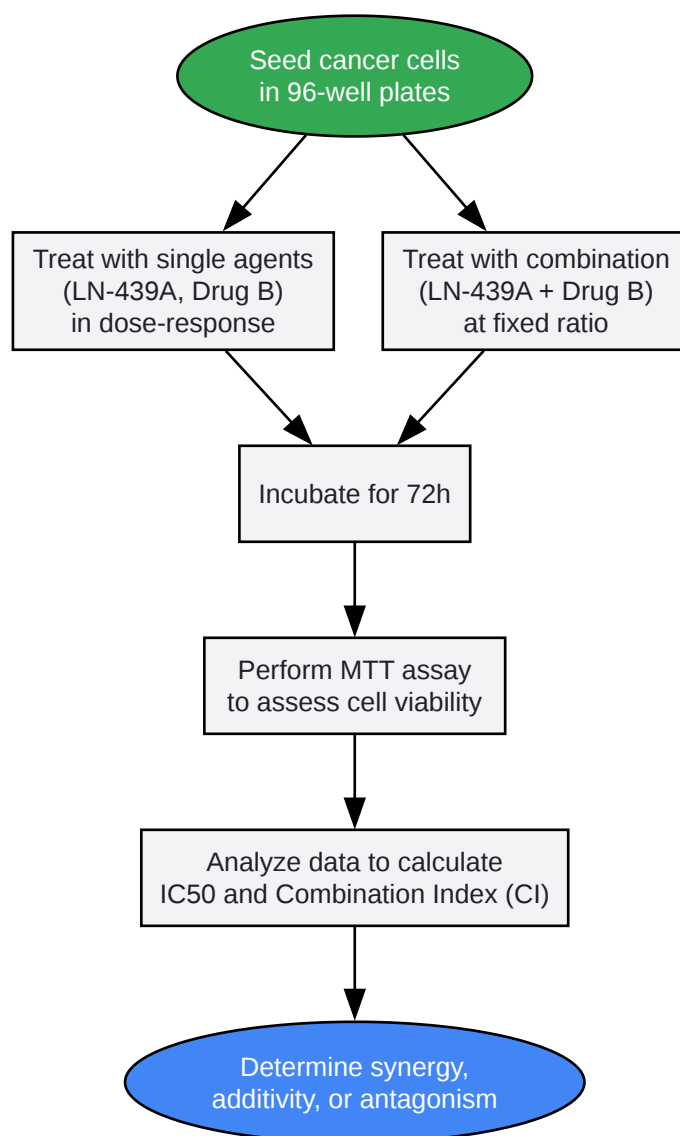 Seed cancer cells
in 96-well plates
Treat with single agents
(LN-439A, Drug B)
in dose-response
Treat with combination
(LN-439A + Drug B)
at fixed ratio
Incubate for 72h
Perform MTT assay
to assess cell viability
Analyze data to calculate
IC50 and Combination Index (CI)
Determine synergy,
additivity, or antagonism